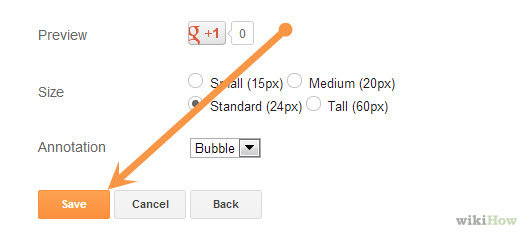 Preview g +1 0
Size Small (15px) Medium (20px)
Standard (24px) Tall (60px)
Annotation Bubble
Save Cancel Back
wikiHow